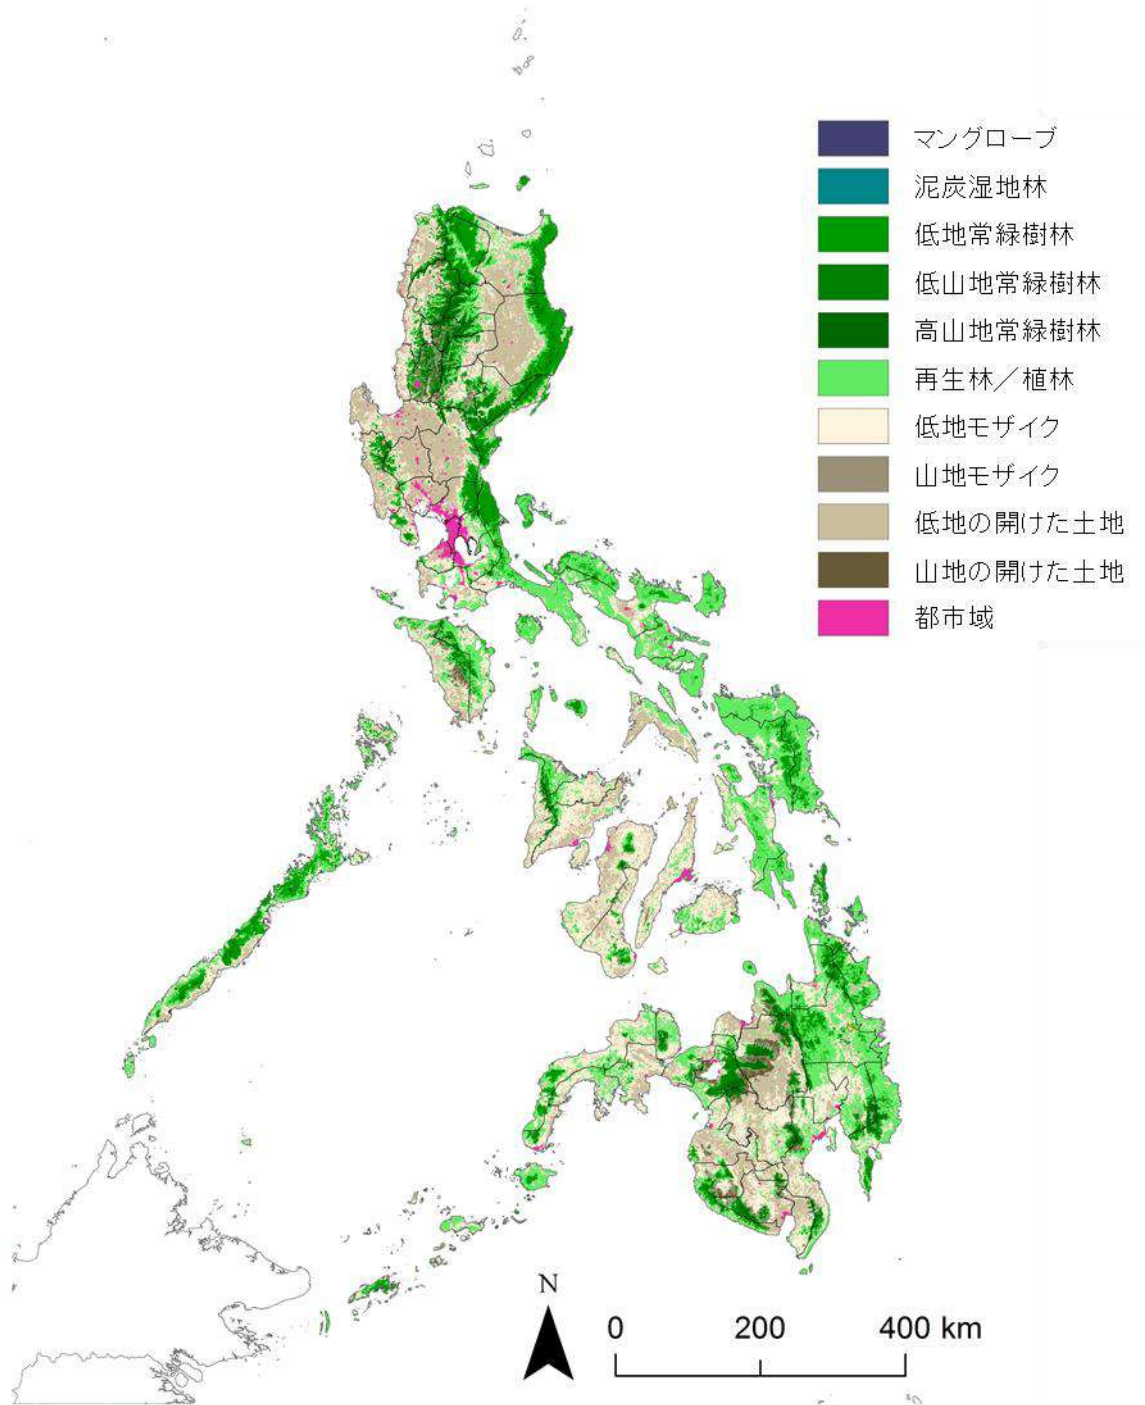 マングローブ
泥炭湿地林
低地常緑樹林
低山地常緑樹林
高山地常緑樹林
再生林／植林
低地モザイク
山地モザイク
低地の開けた土地
山地の開けた土地
都市域
N
0 200 400 km